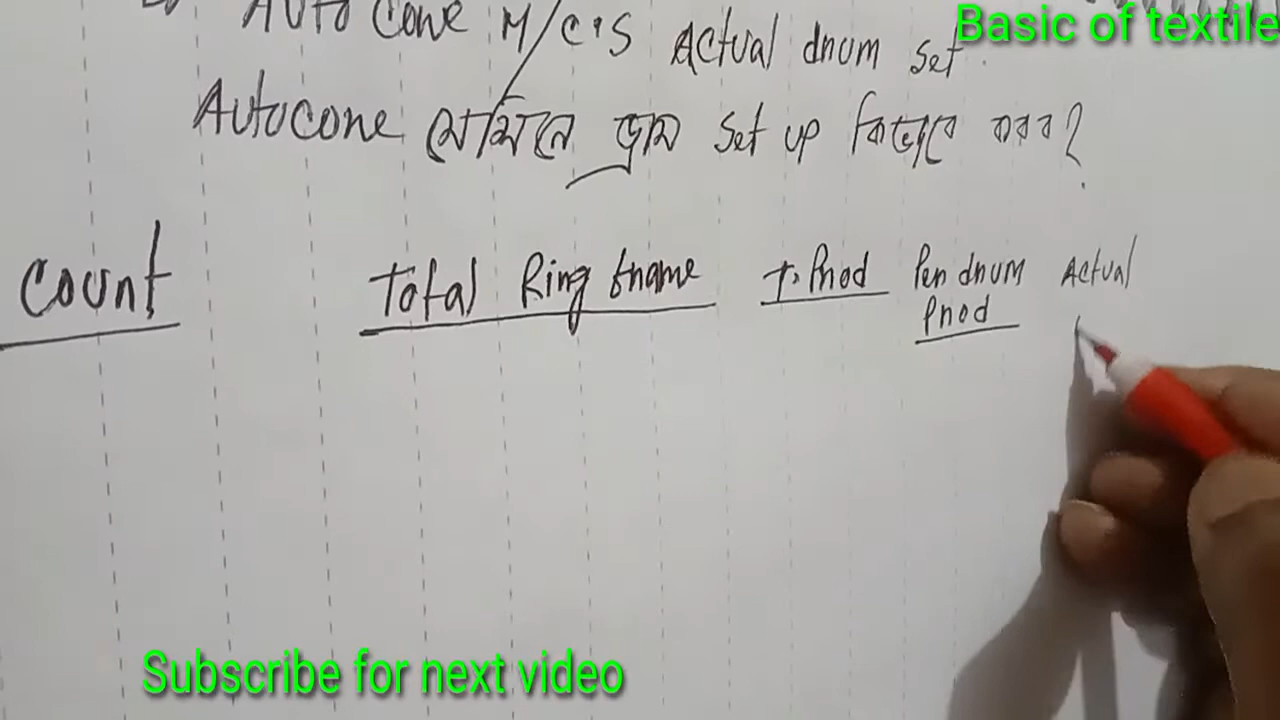 Auto Cone M/C'S Actual drum set.
Basic of textile
Autocone মেশিনে ড্রাম set up কিভাবে করব?
Count Total Ring frame T. Prod Per drum Prod Actual
Subscribe for next video